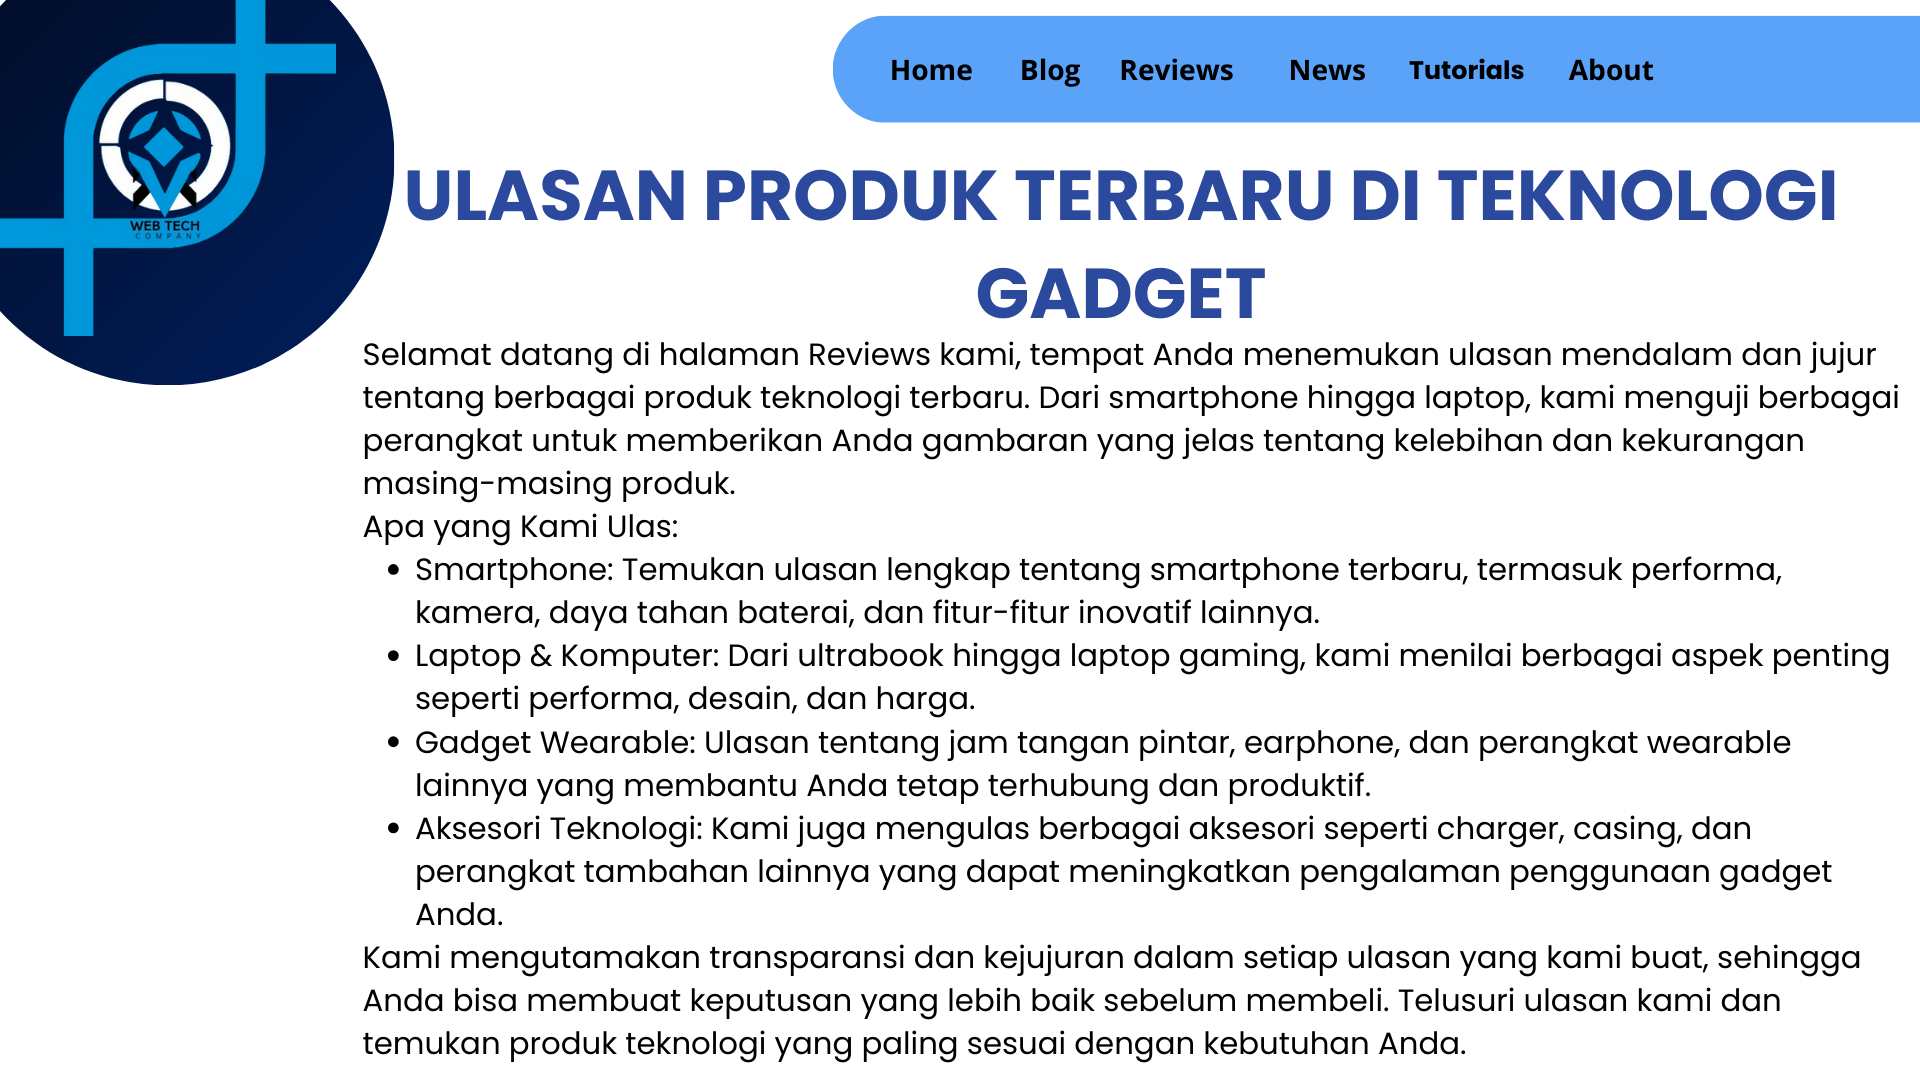 Home Blog Reviews News Tutorials About
WEB TECH
COMPANY
ULASAN PRODUK TERBARU DI TEKNOLOGI
GADGET
Selamat datang di halaman Reviews kami, tempat Anda menemukan ulasan mendalam dan jujur
tentang berbagai produk teknologi terbaru. Dari smartphone hingga laptop, kami menguji berbagai
perangkat untuk memberikan Anda gambaran yang jelas tentang kelebihan dan kekurangan
masing-masing produk.
Apa yang Kami Ulas:
• Smartphone: Temukan ulasan lengkap tentang smartphone terbaru, termasuk performa,
kamera, daya tahan baterai, dan fitur-fitur inovatif lainnya.
• Laptop & Komputer: Dari ultrabook hingga laptop gaming, kami menilai berbagai aspek penting
seperti performa, desain, dan harga.
• Gadget Wearable: Ulasan tentang jam tangan pintar, earphone, dan perangkat wearable
lainnya yang membantu Anda tetap terhubung dan produktif.
• Aksesori Teknologi: Kami juga mengulas berbagai aksesori seperti charger, casing, dan
perangkat tambahan lainnya yang dapat meningkatkan pengalaman penggunaan gadget
Anda.
Kami mengutamakan transparansi dan kejujuran dalam setiap ulasan yang kami buat, sehingga
Anda bisa membuat keputusan yang lebih baik sebelum membeli. Telusuri ulasan kami dan
temukan produk teknologi yang paling sesuai dengan kebutuhan Anda.